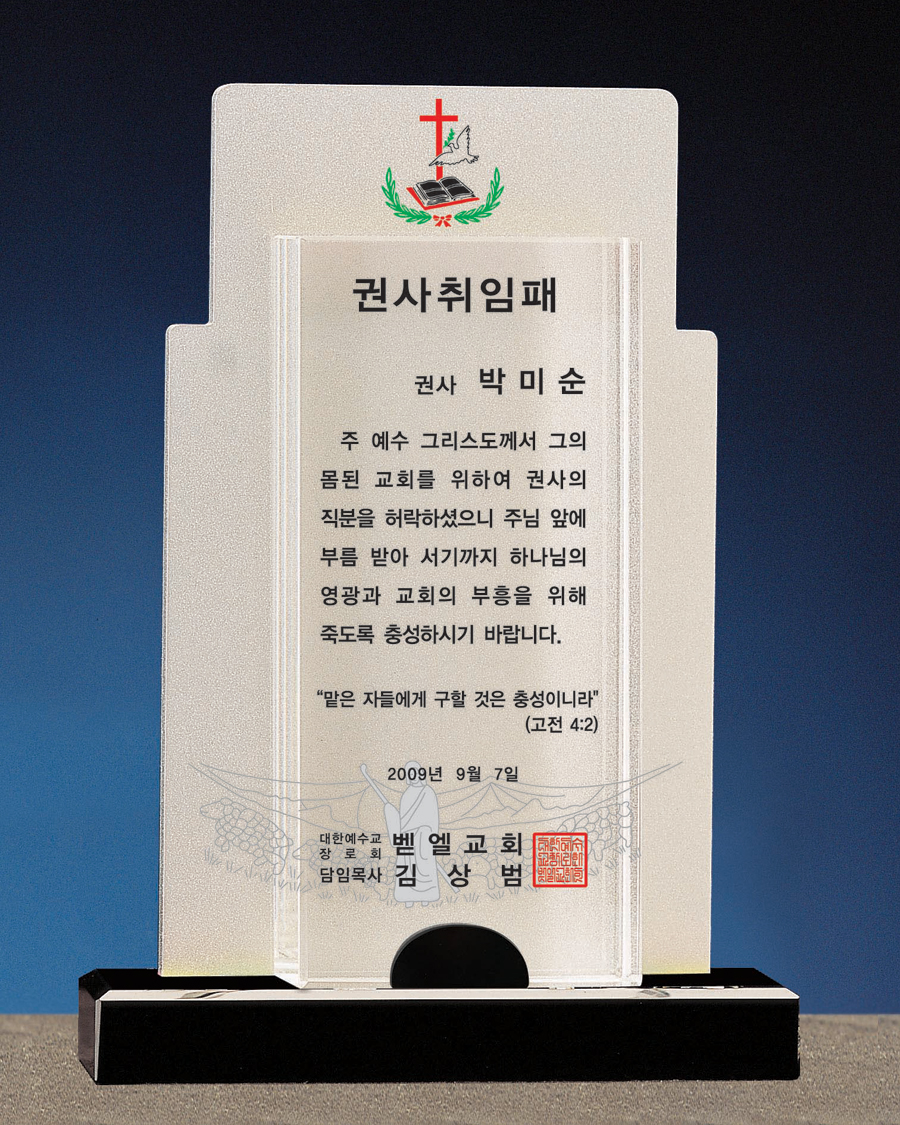 권사취임패
권사 박 미 순
주 예수 그리스도께서 그의
몸된 교회를 위하여 권사의
직분을 허락하셨으니 주님 앞에
부름 받아 서기까지 하나님의
영광과 교회의 부흥을 위해
죽도록 충성하시기 바랍니다.
“맡은 자들에게 구할 것은 충성이니라"
(고전 4:2)
2009년 9월 7일
대한예수교
장 로 회 벧 엘 교 회
담임목사 김 상 범